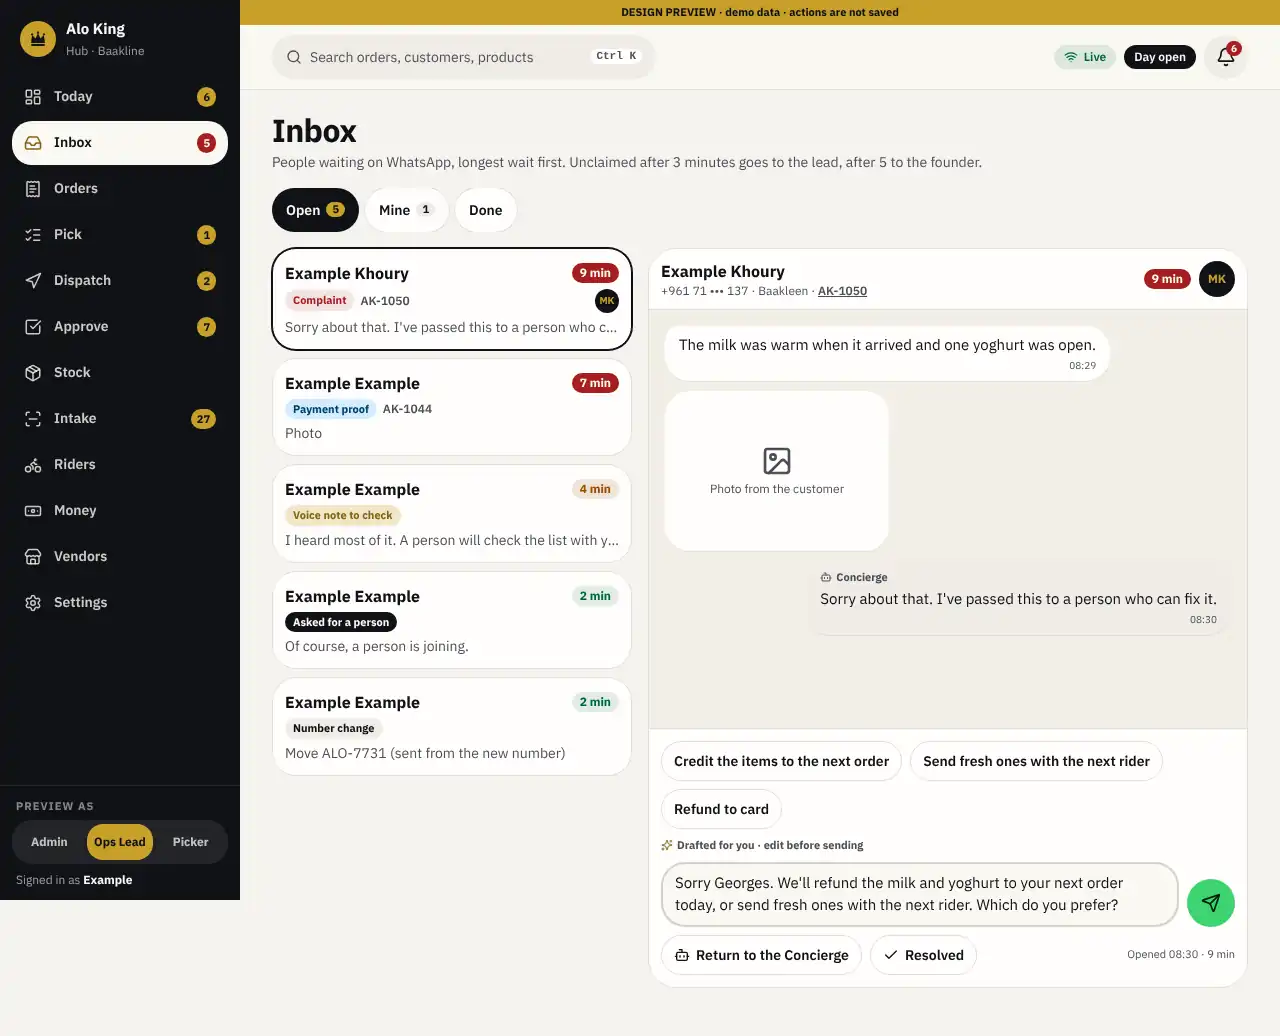 DESIGN PREVIEW · demo data · actions are not saved
Alo King
Hub · Baakline
Today 6
Inbox 5
Orders
Pick 1
Dispatch 2
Approve 7
Stock
Intake 27
Riders
Money
Vendors
Settings
PREVIEW AS
Admin Ops Lead Picker
Signed in as Example
Search orders, customers, products Ctrl K
Live Day open 6
Inbox
People waiting on WhatsApp, longest wait first. Unclaimed after 3 minutes goes to the lead, after 5 to the founder.
Open 5 Mine 1 Done
Example Khoury 9 min
Complaint AK-1050 MK
Sorry about that. I've passed this to a person who c...
Example Example 7 min
Payment proof AK-1044
Photo
Example Example 4 min
Voice note to check
I heard most of it. A person will check the list with y...
Example Example 2 min
Asked for a person
Of course, a person is joining.
Example Example 2 min
Number change
Move ALO-7731 (sent from the new number)
Example Khoury 9 min MK
+961 71 ••• 137 · Baakleen · AK-1050
The milk was warm when it arrived and one yoghurt was open.
08:29
Photo from the customer
Concierge
Sorry about that. I've passed this to a person who can fix it.
08:30
Credit the items to the next order Send fresh ones with the next rider
Refund to card
Drafted for you · edit before sending
Sorry Georges. We'll refund the milk and yoghurt to your next order
today, or send fresh ones with the next rider. Which do you prefer?
Return to the Concierge Resolved Opened 08:30 · 9 min